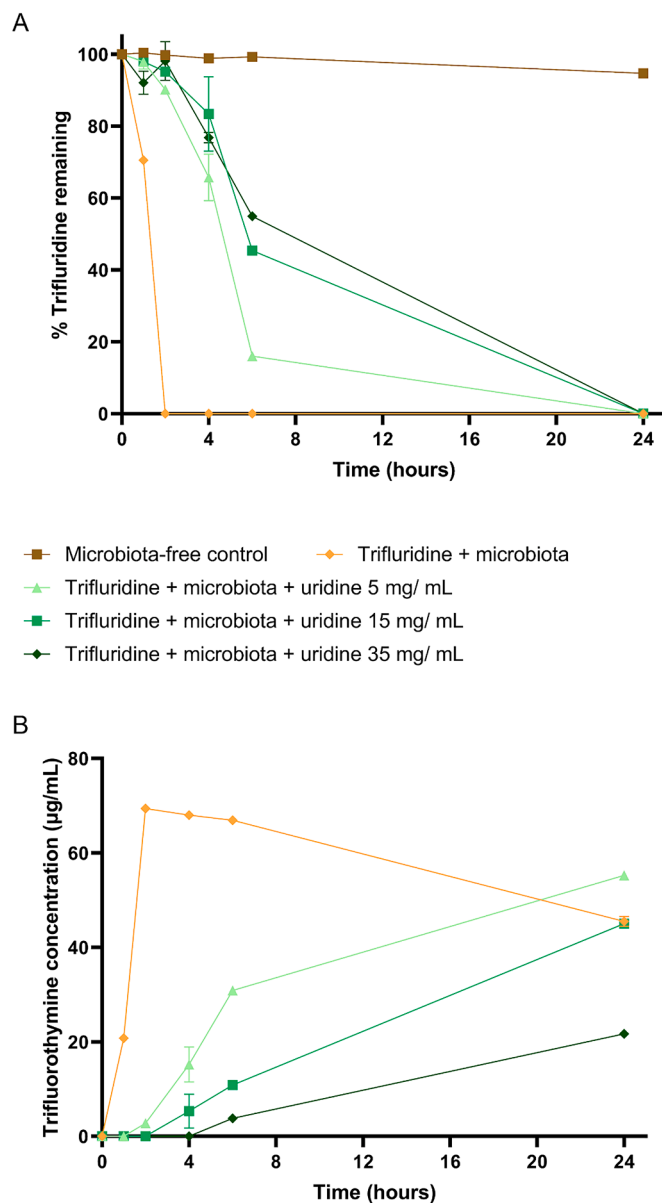 A
% Trifluridine remaining
100
80
60
40
20
0
0 4 8 12 16 20 24
Time (hours)
Microbiota-free control Trifluridine + microbiota
Trifluridine + microbiota + uridine 5 mg/ mL
Trifluridine + microbiota + uridine 15 mg/ mL
Trifluridine + microbiota + uridine 35 mg/ mL
B
Trifluorothymine concentration (µg/mL)
80
60
40
20
0
0 4 8 12 16 20 24
Time (hours)